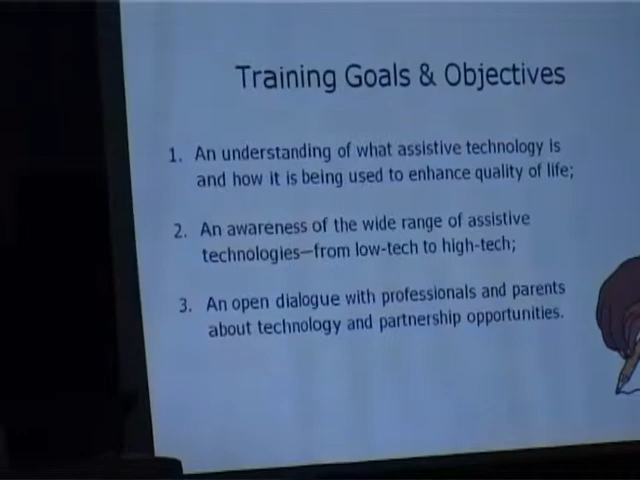 Training Goals & Objectives
1. An understanding of what assistive technology is
and how it is being used to enhance quality of life;
2. An awareness of the wide range of assistive
technologies—from low-tech to high-tech;
3. An open dialogue with professionals and parents
about technology and partnership opportunities.